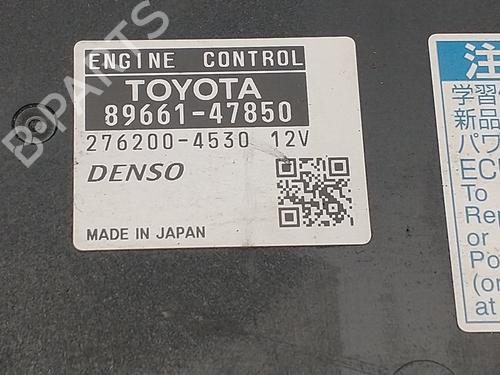 ENGINE CONTROL
TOYOTA
89661-47850
276200-4530 12V
DENSO
MADE IN JAPAN
注
学習
新品
パワ
ECU
To
Rep
or
Po
(or
at
B-PARTS